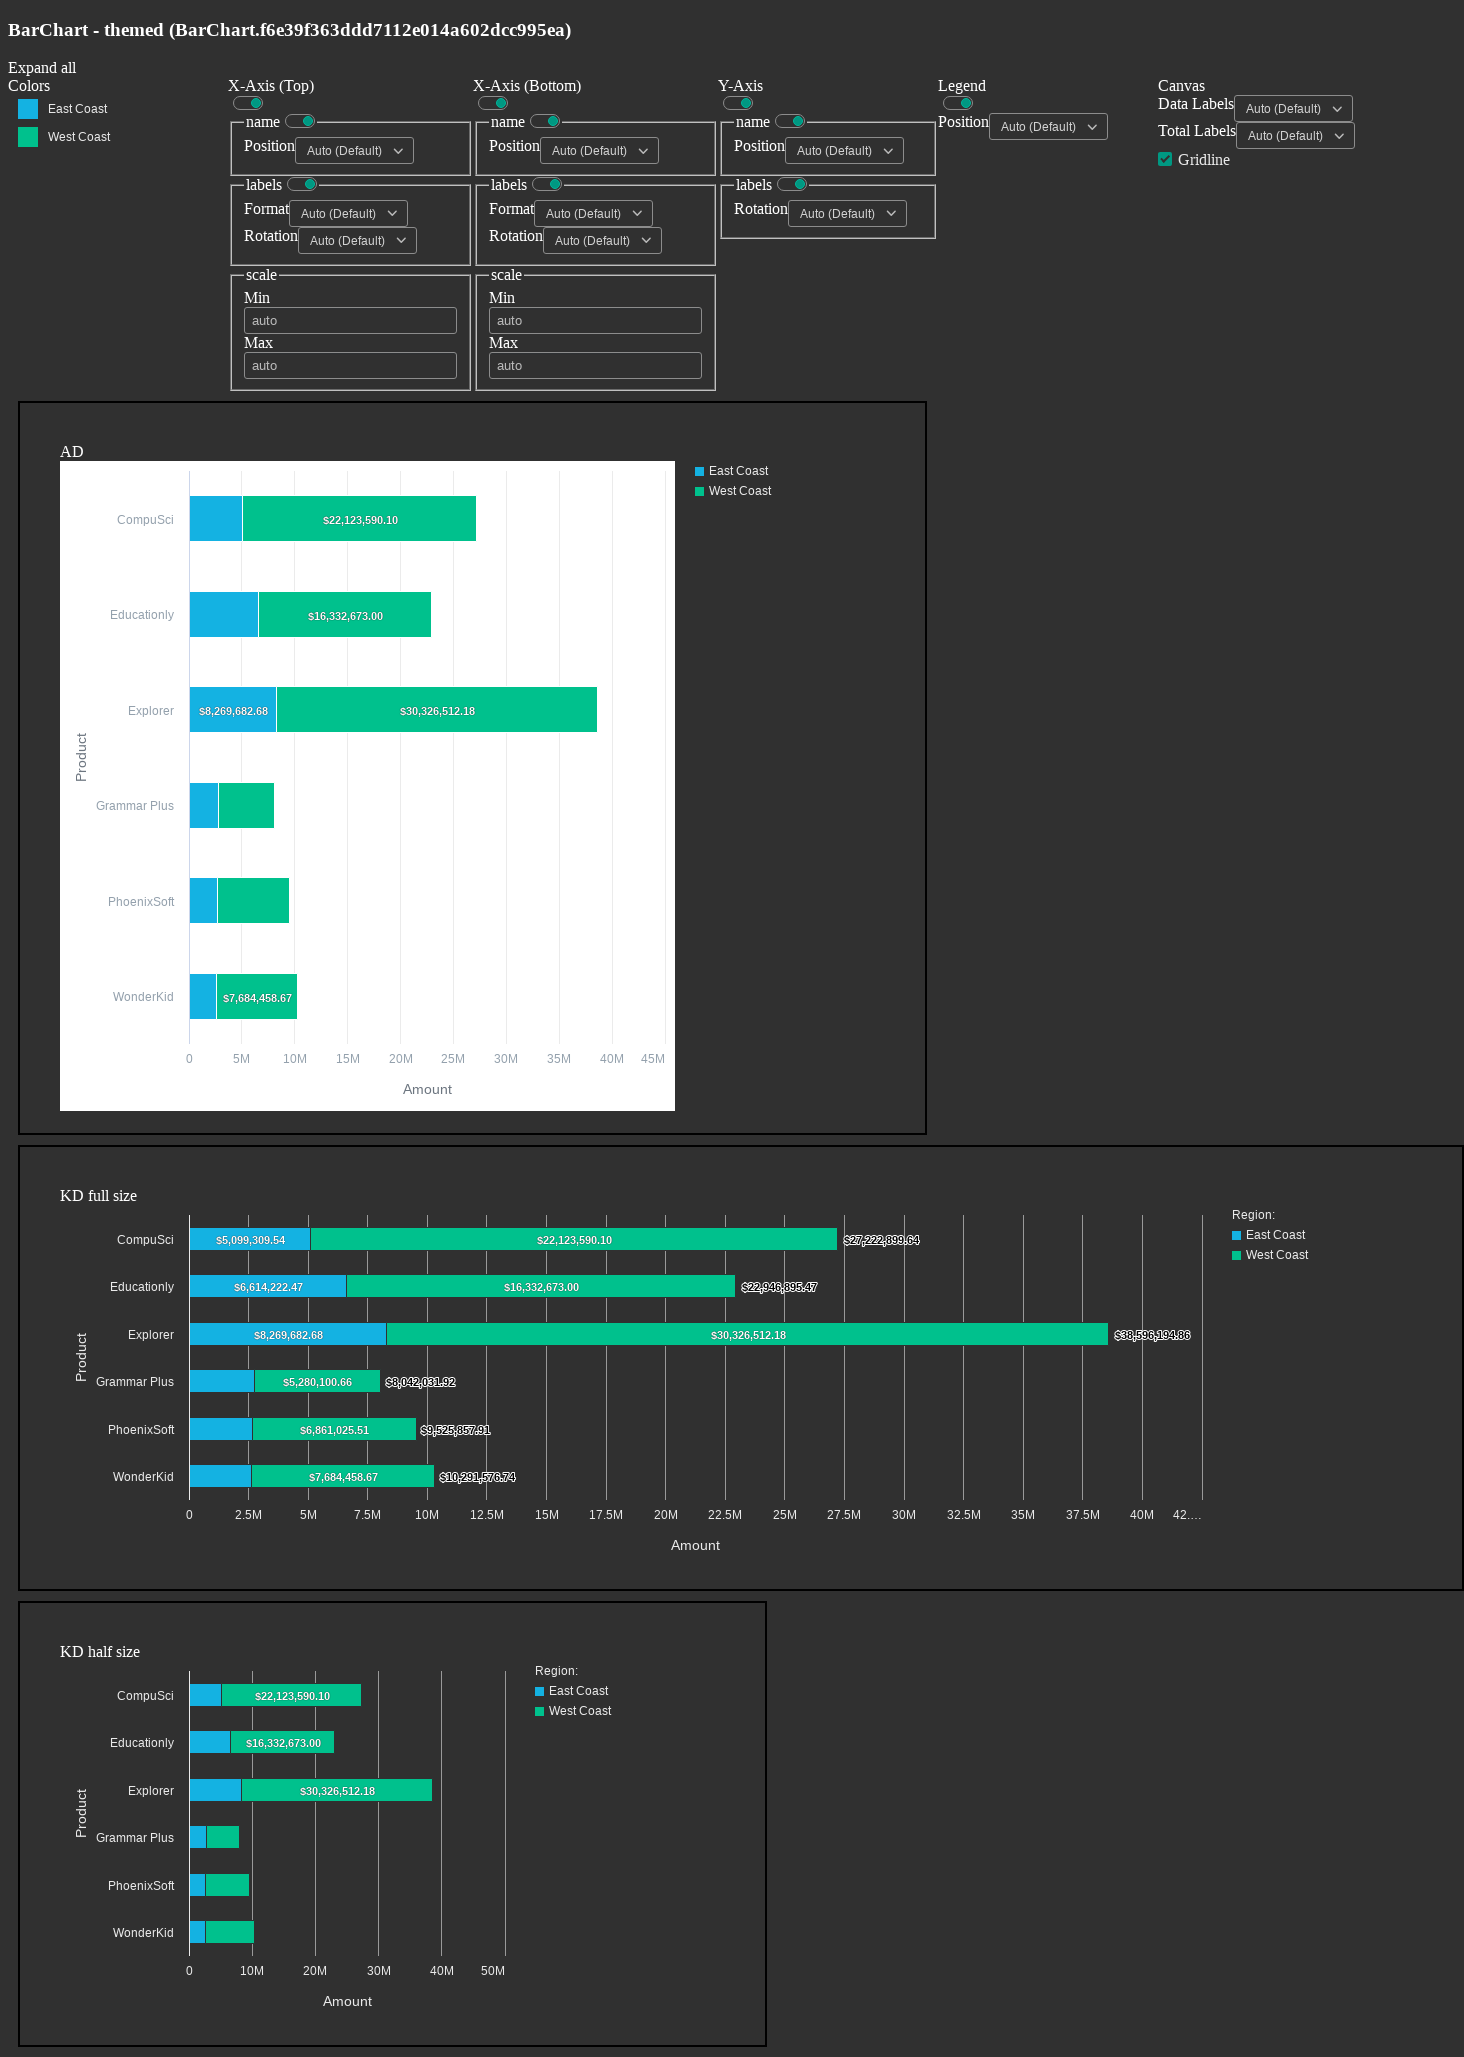 BarChart - themed (BarChart.f6e39f363ddd7112e014a602dcc995ea)
Expand all
Colors
East Coast
West Coast
X-Axis (Top)
name
Position Auto (Default)
labels
Format Auto (Default)
Rotation Auto (Default)
scale
Min
auto
Max
auto
X-Axis (Bottom)
name
Position Auto (Default)
labels
Format Auto (Default)
Rotation Auto (Default)
scale
Min
auto
Max
auto
Y-Axis
name
Position Auto (Default)
labels
Rotation Auto (Default)
Legend
Position Auto (Default)
Canvas
Data Labels Auto (Default)
Total Labels Auto (Default)
Gridline
AD
East Coast
West Coast
Product
CompuSci $22,123,590.10
Educationly $16,332,673.00
Explorer $8,269,682.68 $30,326,512.18
Grammar Plus
PhoenixSoft
WonderKid $7,684,458.67
0 5M 10M 15M 20M 25M 30M 35M 40M 45M
Amount
KD full size
Region:
East Coast
West Coast
Product
CompuSci $5,099,309.54 $22,123,590.10 $27,222,899.64
Educationly $6,614,222.47 $16,332,673.00 $22,946,895.47
Explorer $8,269,682.68 $30,326,512.18 $38,596,194.86
Grammar Plus $5,280,100.66 $8,042,031.92
PhoenixSoft $6,861,025.51 $9,525,857.91
WonderKid $7,684,458.67 $10,291,576.74
0 2.5M 5M 7.5M 10M 12.5M 15M 17.5M 20M 22.5M 25M 27.5M 30M 32.5M 35M 37.5M 40M 42.…
Amount
KD half size
Region:
East Coast
West Coast
Product
CompuSci $22,123,590.10
Educationly $16,332,673.00
Explorer $30,326,512.18
Grammar Plus
PhoenixSoft
WonderKid
0 10M 20M 30M 40M 50M
Amount